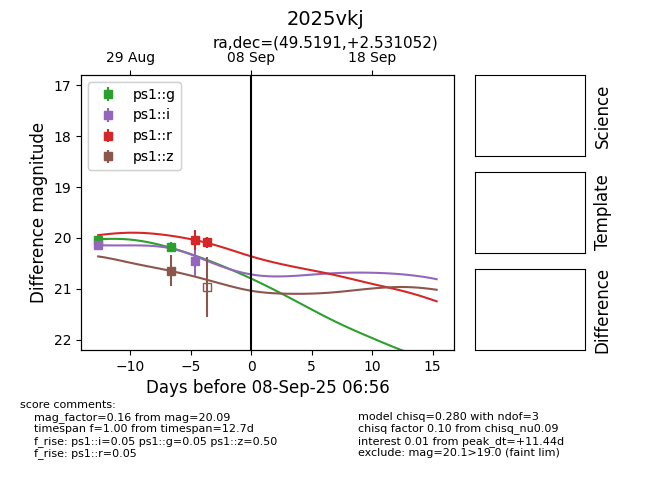 2025vkj
ra,dec=(49.5191,+2.531052)
29 Aug
08 Sep
18 Sep
17
18
19
20
21
22
Difference magnitude
ps1::g
ps1::i
ps1::r
ps1::z
−10
−5
0
5
10
15
Days before 08-Sep-25 06:56
Science
Template
Difference
score comments:
mag_factor=0.16 from mag=20.09
timespan f=1.00 from timespan=12.7d
f_rise: ps1::i=0.05 ps1::g=0.05 ps1::z=0.50
f_rise: ps1::r=0.05
model chisq=0.280 with ndof=3
chisq factor 0.10 from chisq_nu0.09
interest 0.01 from peak_dt=+11.44d
exclude: mag=20.1>19.0 (faint lim)